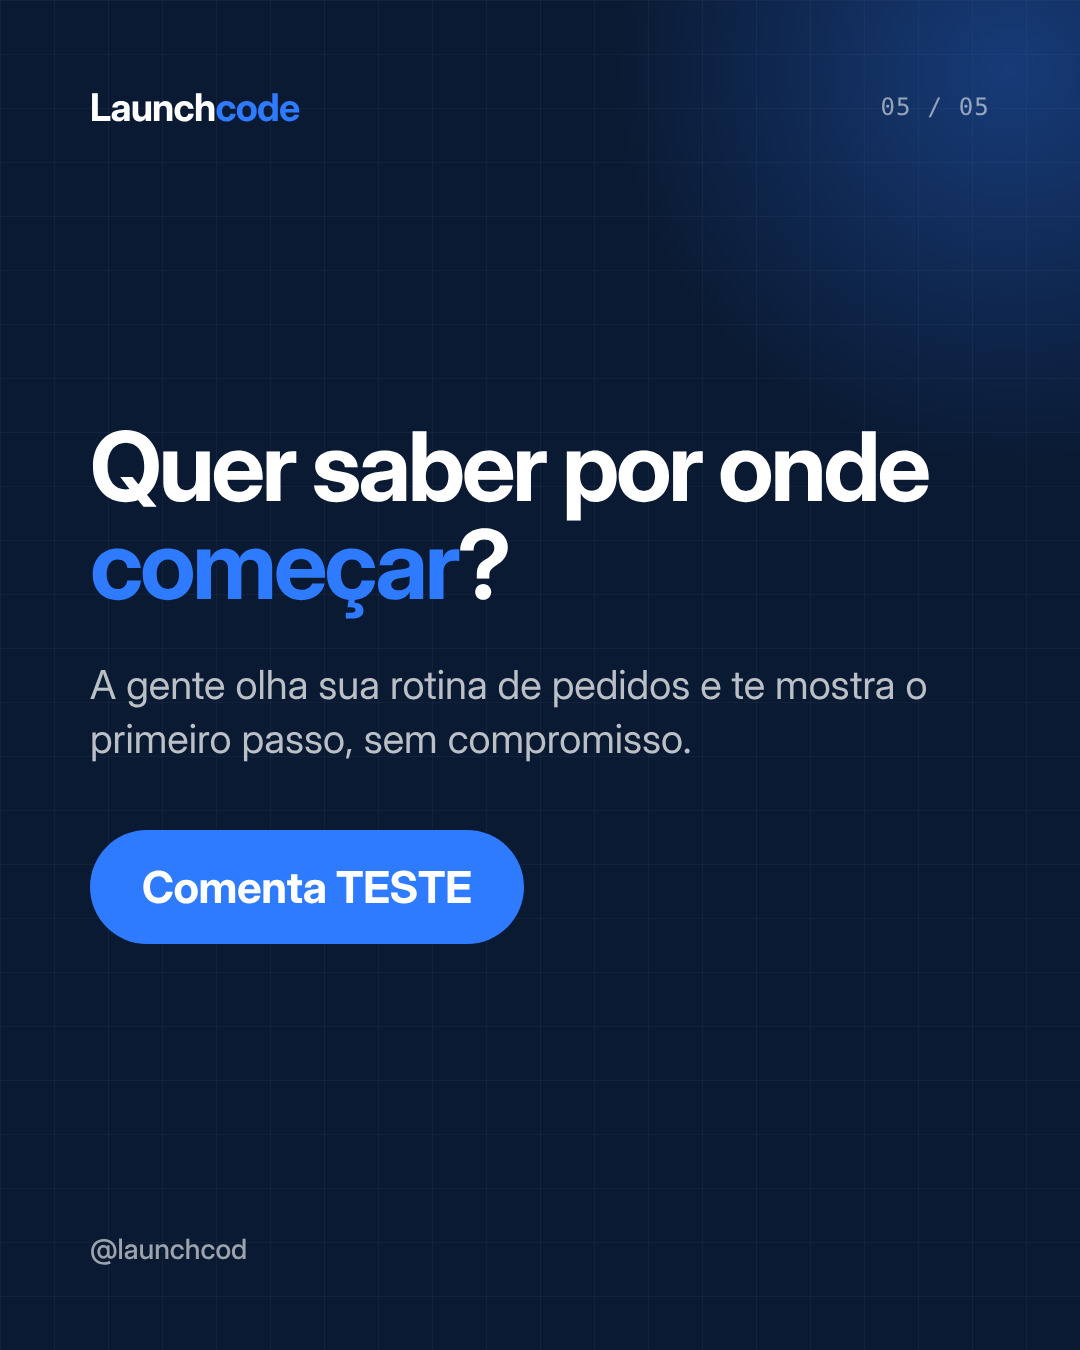 Launchcode
05 / 05
Quer saber por onde
começar?
A gente olha sua rotina de pedidos e te mostra o
primeiro passo, sem compromisso.
Comenta TESTE
@launchcod